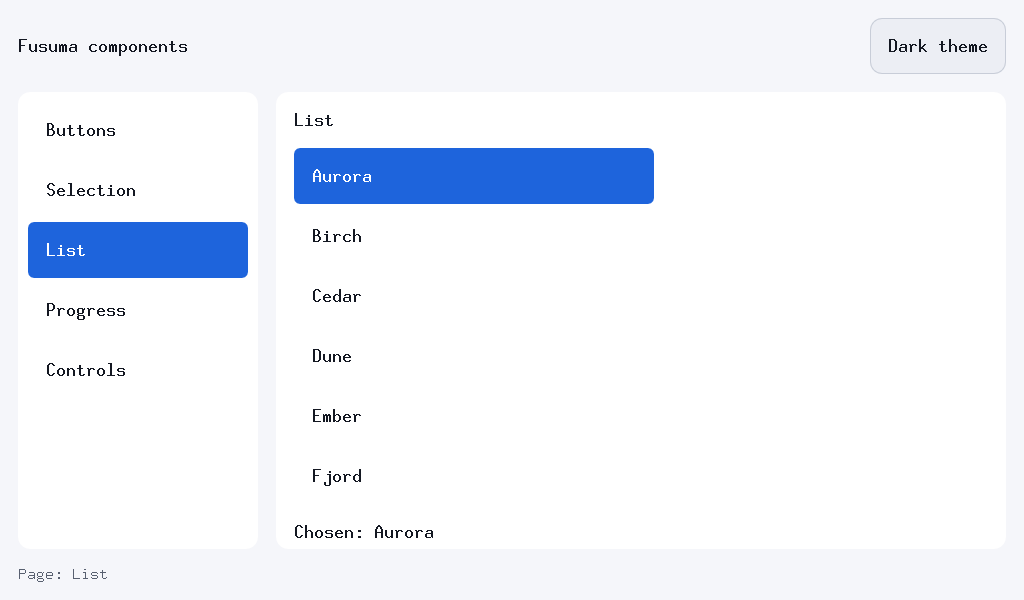 Fusuma components
Dark theme
Buttons
Selection
List
Progress
Controls
List
Aurora
Birch
Cedar
Dune
Ember
Fjord
Chosen: Aurora
Page: List